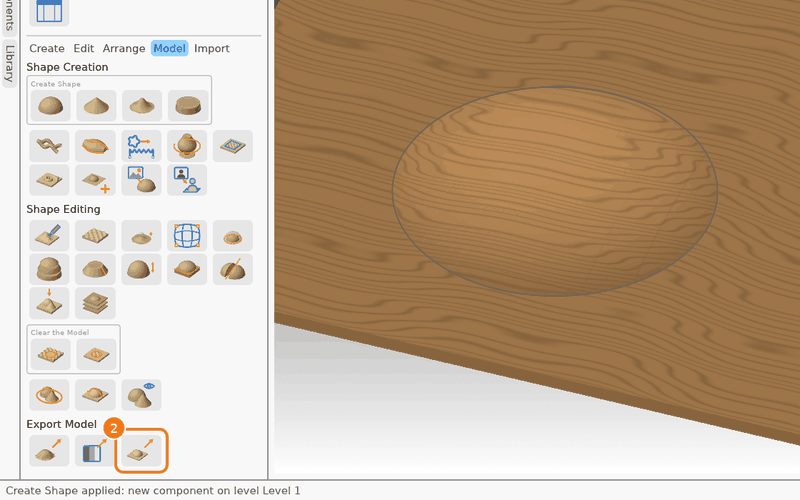 nents
Library
Create Edit Arrange Model Import
Shape Creation
Create Shape
Shape Editing
Clear the Model
Export Model
2
Create Shape applied: new component on level Level 1